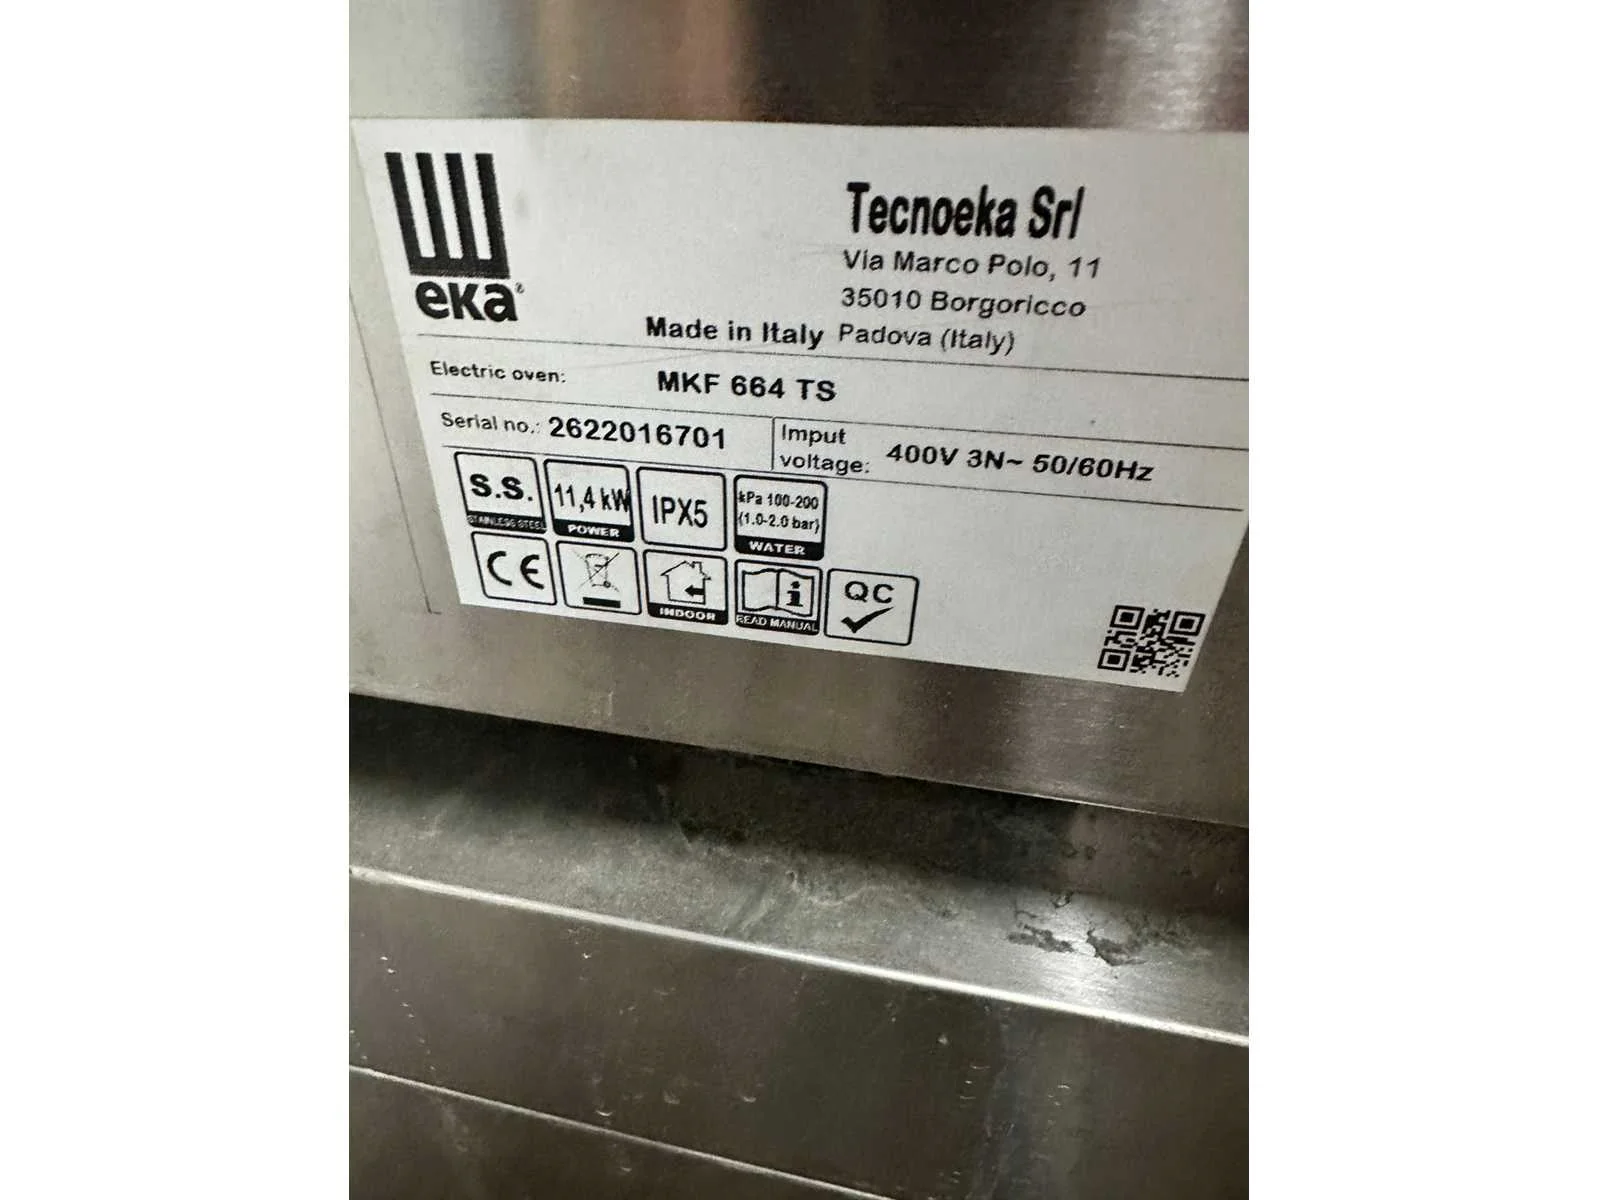 eka®
Tecnoeka Srl
Via Marco Polo, 11
35010 Borgoricco
Made in Italy Padova (Italy)
Electric oven: MKF 664 TS
Serial no.: 2622016701
Imput
voltage: 400V 3N~ 50/60Hz
S.S.
STAINLESS STEEL
11,4 kW
POWER
IPX5
kPa 100-200
(1.0-2.0 bar)
WATER
CE
INDOOR
i
READ MANUAL
QC